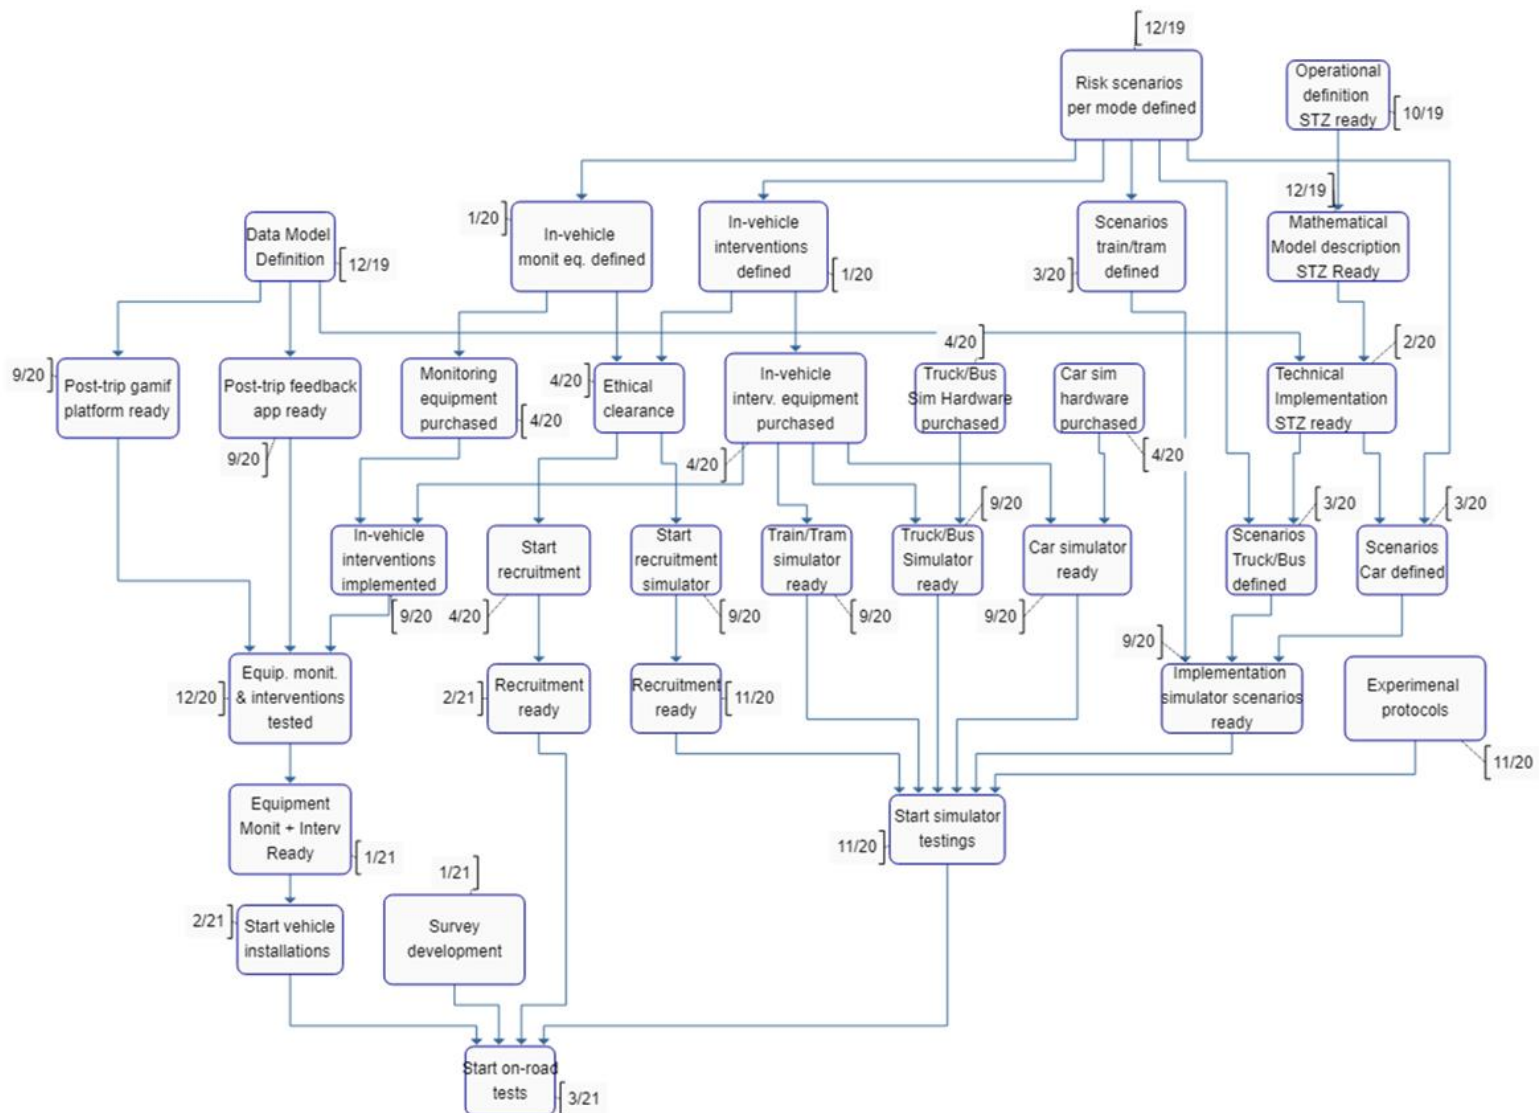 12/19
Risk scenarios
per mode defined
Operational
definition
STZ ready
10/19
12/19
1/20
In-vehicle
monit eq. defined
In-vehicle
interventions
defined
1/20
Scenarios
train/tram
defined
3/20
Mathematical
Model description
STZ Ready
Data Model
Definition
12/19
9/20
Post-trip gamif
platform ready
Post-trip feedback
app ready
9/20
Monitoring
equipment
purchased
4/20
4/20
Ethical
clearance
In-vehicle
interv. equipment
purchased
4/20
4/20
Truck/Bus
Sim Hardware
purchased
Car sim
hardware
purchased
4/20
2/20
Technical
Implementation
STZ ready
In-vehicle
interventions
implemented
9/20
Start
recruitment
4/20
Start
recruitment
simulator
9/20
Train/Tram
simulator
ready
9/20
9/20
Truck/Bus
Simulator
ready
Car simulator
ready
9/20
3/20
Scenarios
Truck/Bus
defined
3/20
Scenarios
Car defined
12/20
Equip. monit.
& interventions
tested
2/21
Recruitment
ready
Recruitment
ready
11/20
9/20
Implementation
simulator scenarios
ready
Experimenal
protocols
11/20
Equipment
Monit + Interv
Ready
1/21
11/20
Start simulator
testings
2/21
Start vehicle
installations
1/21
Survey
development
Start on-road
tests
3/21